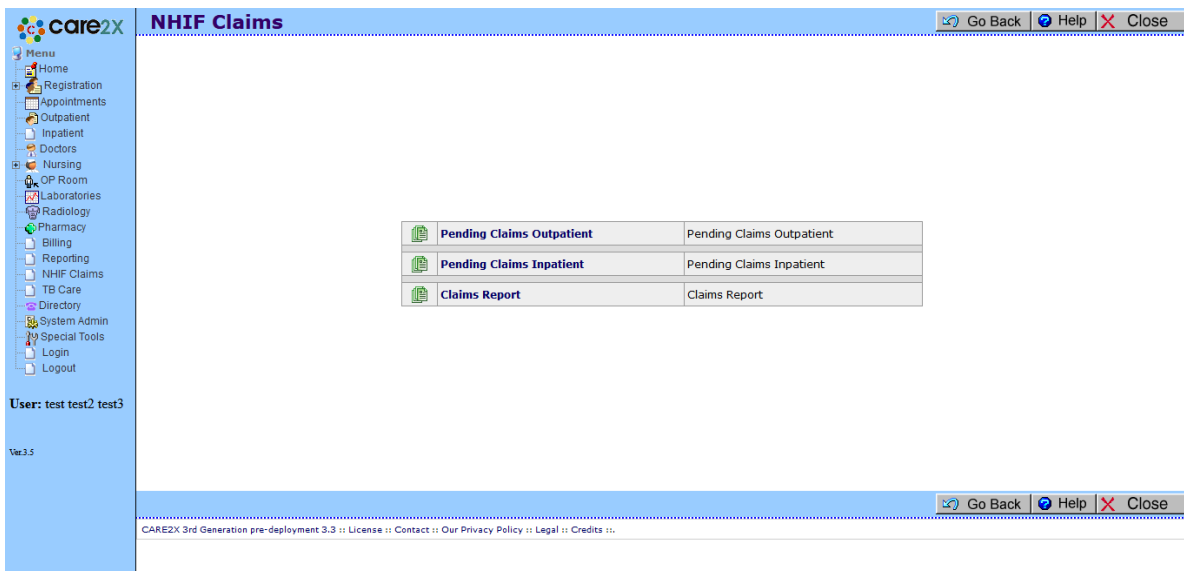 care2x
NHIF Claims
Go Back Help Close
Menu
Home
Registration
Appointments
Outpatient
Inpatient
Doctors
Nursing
OP Room
Laboratories
Radiology
Pharmacy
Billing
Reporting
NHIF Claims
TB Care
Directory
System Admin
Special Tools
Login
Logout
User: test test2 test3
Ver.3.5
Pending Claims Outpatient Pending Claims Outpatient
Pending Claims Inpatient Pending Claims Inpatient
Claims Report Claims Report
Go Back Help Close
CARE2X 3rd Generation pre-deployment 3.3 :: License :: Contact :: Our Privacy Policy :: Legal :: Credits ::.